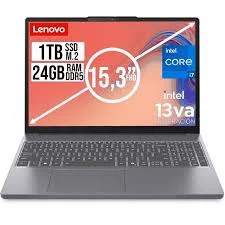 Lenovo
1TB SSD M.2
24GB RAM DDR5
15,3" FHD
intel
CORE i7
intel
13va
GENERACIÓN